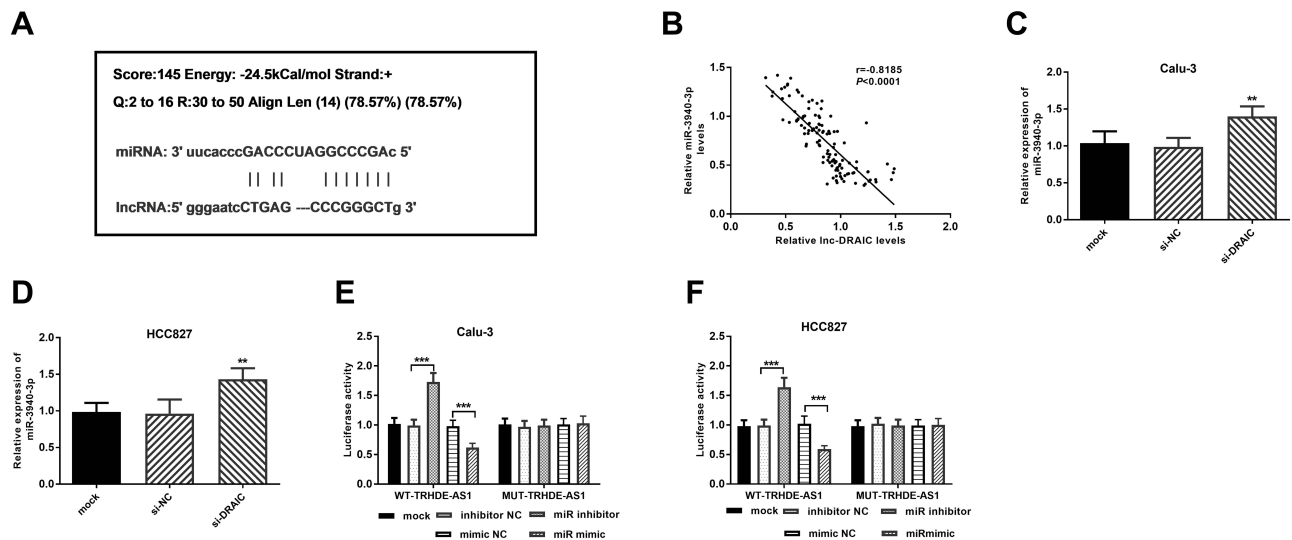 A
Score:145 Energy: -24.5kCal/mol Strand:+
Q:2 to 16 R:30 to 50 Align Len (14) (78.57%) (78.57%)
miRNA: 3' uucacccGACCCUAGGCCCGAc 5'
|| || |||||||
lncRNA:5' gggaatcCTGAG ---CCCGGGCTg 3'
B
r=-0.8185
P<0.0001
Relative miR-3940-3p
levels
1.5
1.0
0.5
0.0
0.0 0.5 1.0 1.5 2.0
Relative lnc-DRAIC levels
C
Calu-3
Relative expression of
miR-3940-3p
2.0
1.5
1.0
0.5
0.0
**
mock si-NC si-DRAIC
D
HCC827
Relative expression of
miR-3940-3p
2.0
1.5
1.0
0.5
0.0
**
mock si-NC si-DRAIC
E
Calu-3
Luciferase activity
2.5
2.0
1.5
1.0
0.5
0.0
***
***
WT-TRHDE-AS1 MUT-TRHDE-AS1
mock inhibitor NC miR inhibitor
mimic NC miR mimic
F
HCC827
Luciferase activity
2.5
2.0
1.5
1.0
0.5
0.0
***
***
WT-TRHDE-AS1 MUT-TRHDE-AS1
mock inhibitor NC miR inhibitor
mimic NC miRmimic